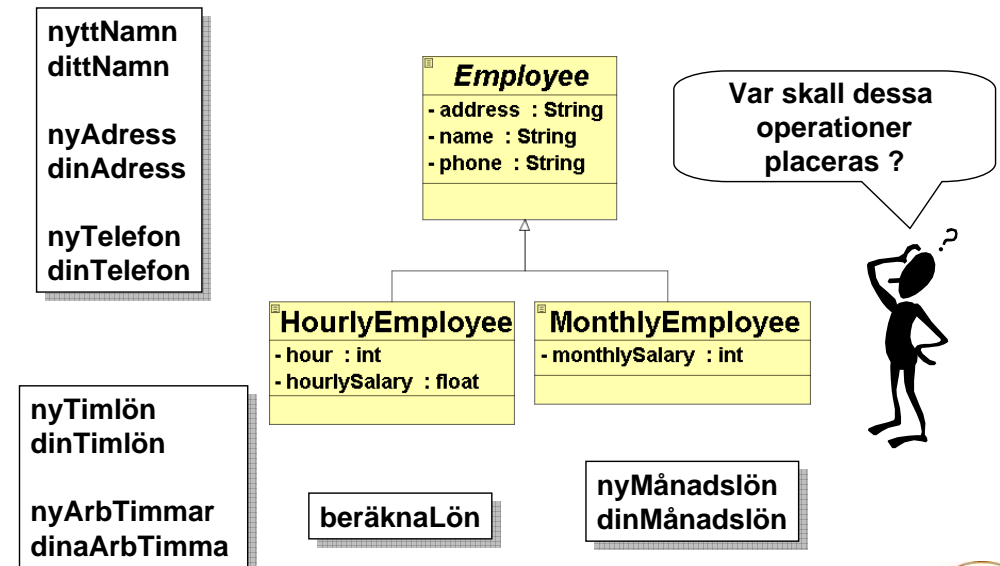 nyttNamn
dittNamn
nyAdress
dinAdress
nyTelefon
dinTelefon
Employee
- address : String
- name : String
- phone : String
Var skall dessa
operationer
placeras ?
?
HourlyEmployee
- hour : int
- hourlySalary : float
MonthlyEmployee
- monthlySalary : int
nyTimlön
dinTimlön
nyArbTimmar
dinaArbTimma
beräknaLön
nyMånadslön
dinMånadslön